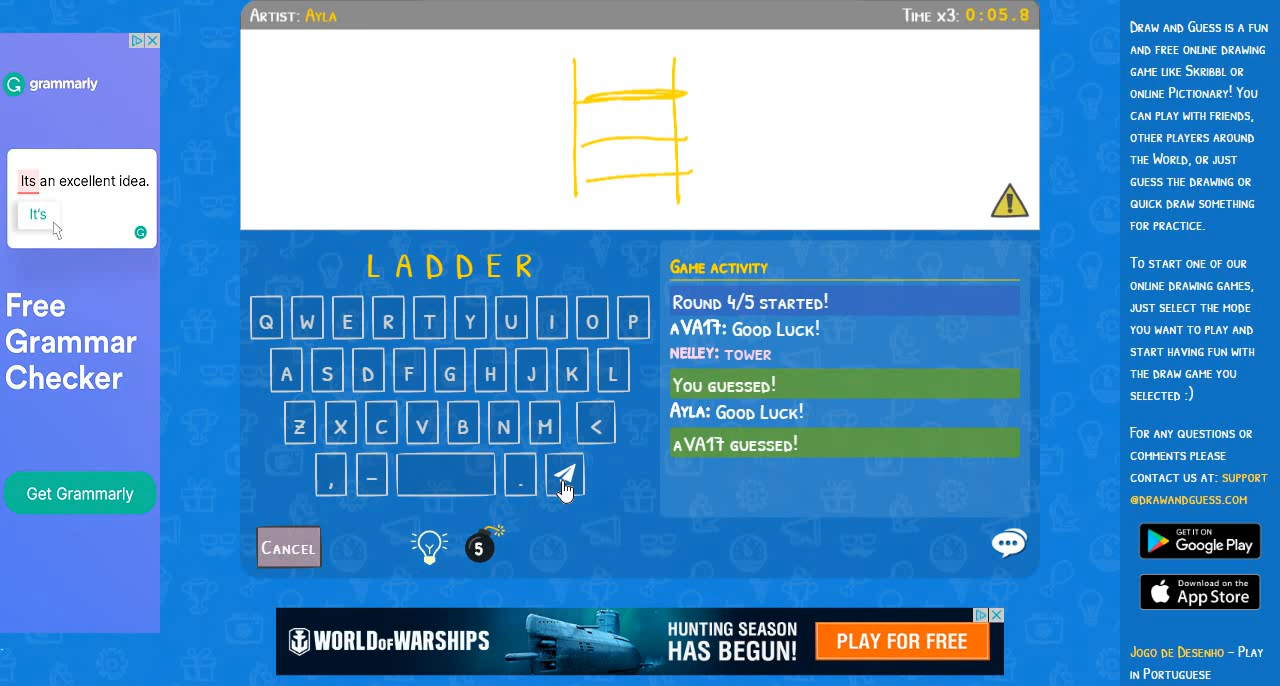 Artist: Ayla
Time x3: 0:05.8
grammarly
Its an excellent idea.
It's
Free
Grammar
Checker
Get Grammarly
LADDER
Q W E R T Y U I O P
A S D F G H J K L
Z X C V B N M <
, - .
Cancel
5
Game activity
Round 4/5 started!
aVA17: Good Luck!
Nelley: tower
You guessed!
Ayla: Good Luck!
aVA17 guessed!
WORLD OF WARSHIPS
HUNTING SEASON
HAS BEGUN!
PLAY FOR FREE
Draw and Guess is a fun
and free online drawing
game like Skribbl or
online Pictionary! You
can play with friends,
other players around
the World, or just
guess the drawing or
quick draw something
for practice.
To start one of our
online drawing games,
just select the mode
you want to play and
start having fun with
the draw game you
selected :)
For any questions or
comments please
contact us at: support
@drawandguess.com
GET IT ON
Google Play
Download on the
App Store
Jogo de Desenho - Play
in Portuguese